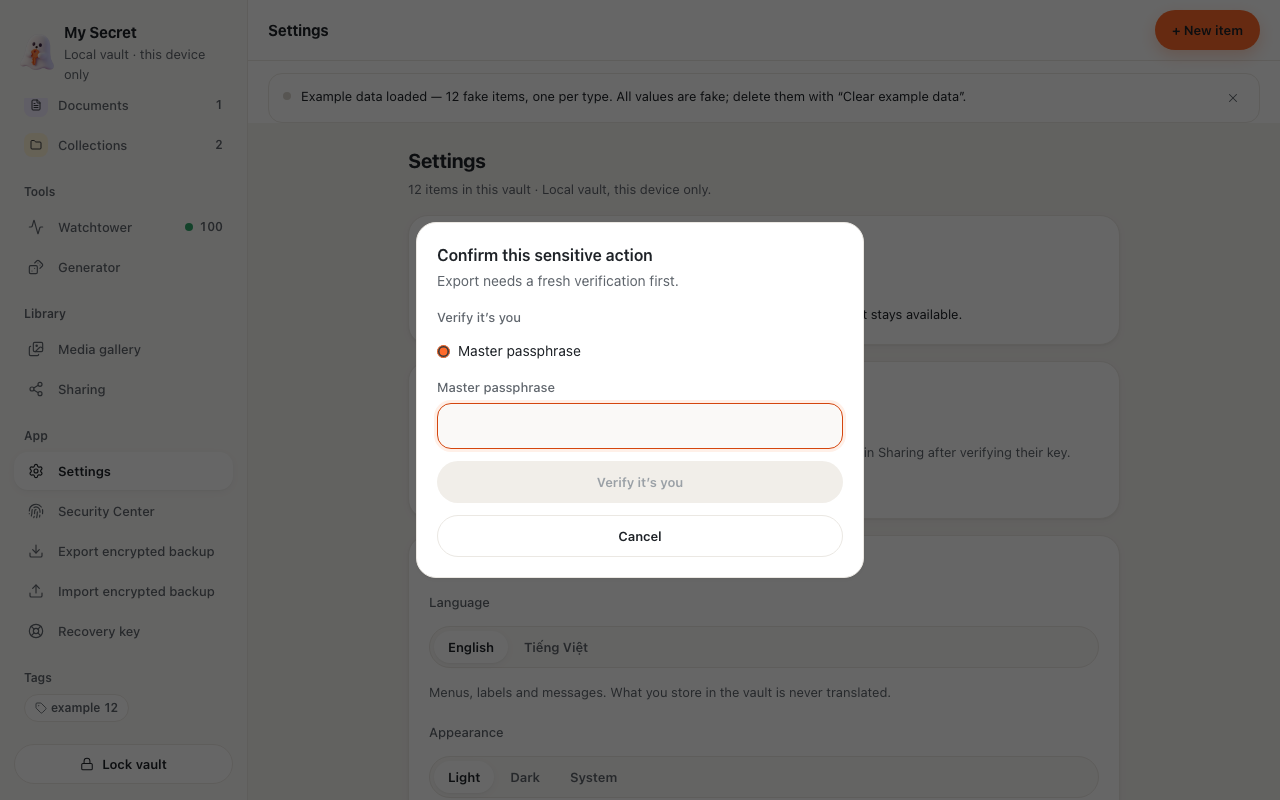 My Secret
Local vault · this device
only
Documents 1
Collections 2
Tools
Watchtower 100
Generator
Library
Media gallery
Sharing
App
Settings
Security Center
Export encrypted backup
Import encrypted backup
Recovery key
Tags
example 12
Lock vault
Settings
+ New item
Example data loaded — 12 fake items, one per type. All values are fake; delete them with “Clear example data”.
Settings
12 items in this vault · Local vault, this device only.
t stays available.
in Sharing after verifying their key.
Confirm this sensitive action
Export needs a fresh verification first.
Verify it’s you
Master passphrase
Master passphrase
Verify it’s you
Cancel
Language
English Tiếng Việt
Menus, labels and messages. What you store in the vault is never translated.
Appearance
Light Dark System